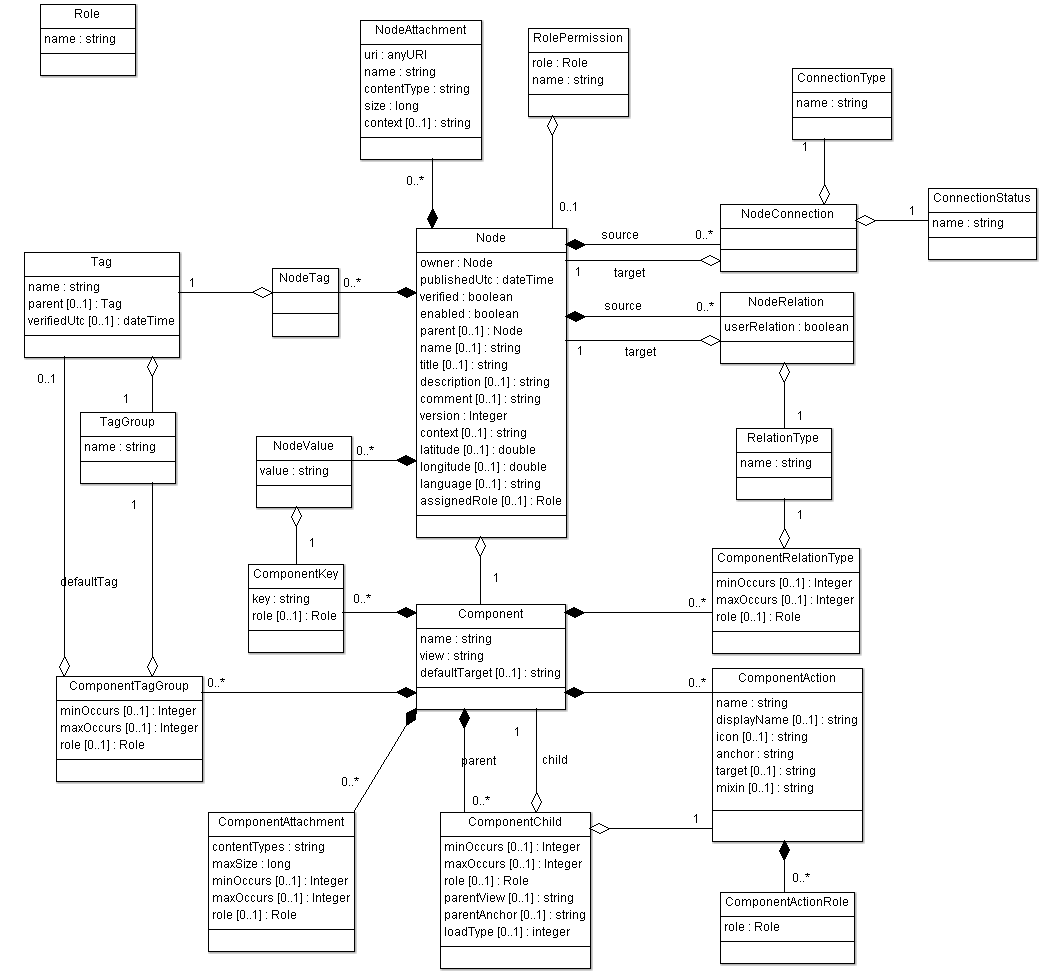 Role
name : string
NodeAttachment
uri : anyURI
name : string
contentType : string
size : long
context [0..1] : string
RolePermission
role : Role
name : string
ConnectionType
name : string
1
0..*
0..1
ConnectionStatus
name : string
1
NodeConnection
source
0..*
1
target
Node
owner : Node
publishedUtc : dateTime
verified : boolean
enabled : boolean
parent [0..1] : Node
name [0..1] : string
title [0..1] : string
description [0..1] : string
comment [0..1] : string
version : Integer
context [0..1] : string
latitude [0..1] : double
longitude [0..1] : double
language [0..1] : string
assignedRole [0..1] : Role
Tag
name : string
parent [0..1] : Tag
verifiedUtc [0..1] : dateTime
1
NodeTag
0..*
source
0..*
NodeRelation
userRelation : boolean
1
target
0..1
1
TagGroup
name : string
1
NodeValue
value : string
0..*
1
RelationType
name : string
1
1
ComponentKey
key : string
role [0..1] : Role
0..*
1
defaultTag
Component
name : string
view : string
defaultTarget [0..1] : string
0..*
ComponentRelationType
minOccurs [0..1] : Integer
maxOccurs [0..1] : Integer
role [0..1] : Role
ComponentTagGroup
minOccurs [0..1] : Integer
maxOccurs [0..1] : Integer
role [0..1] : Role
0..*
0..*
ComponentAction
name : string
displayName [0..1] : string
icon [0..1] : string
anchor : string
target [0..1] : string
mixin [0..1] : string
1
parent
child
0..*
0..*
ComponentAttachment
contentTypes : string
maxSize : long
minOccurs [0..1] : Integer
maxOccurs [0..1] : Integer
role [0..1] : Role
ComponentChild
minOccurs [0..1] : Integer
maxOccurs [0..1] : Integer
role [0..1] : Role
parentView [0..1] : string
parentAnchor [0..1] : string
loadType [0..1] : integer
1
0..*
ComponentActionRole
role : Role